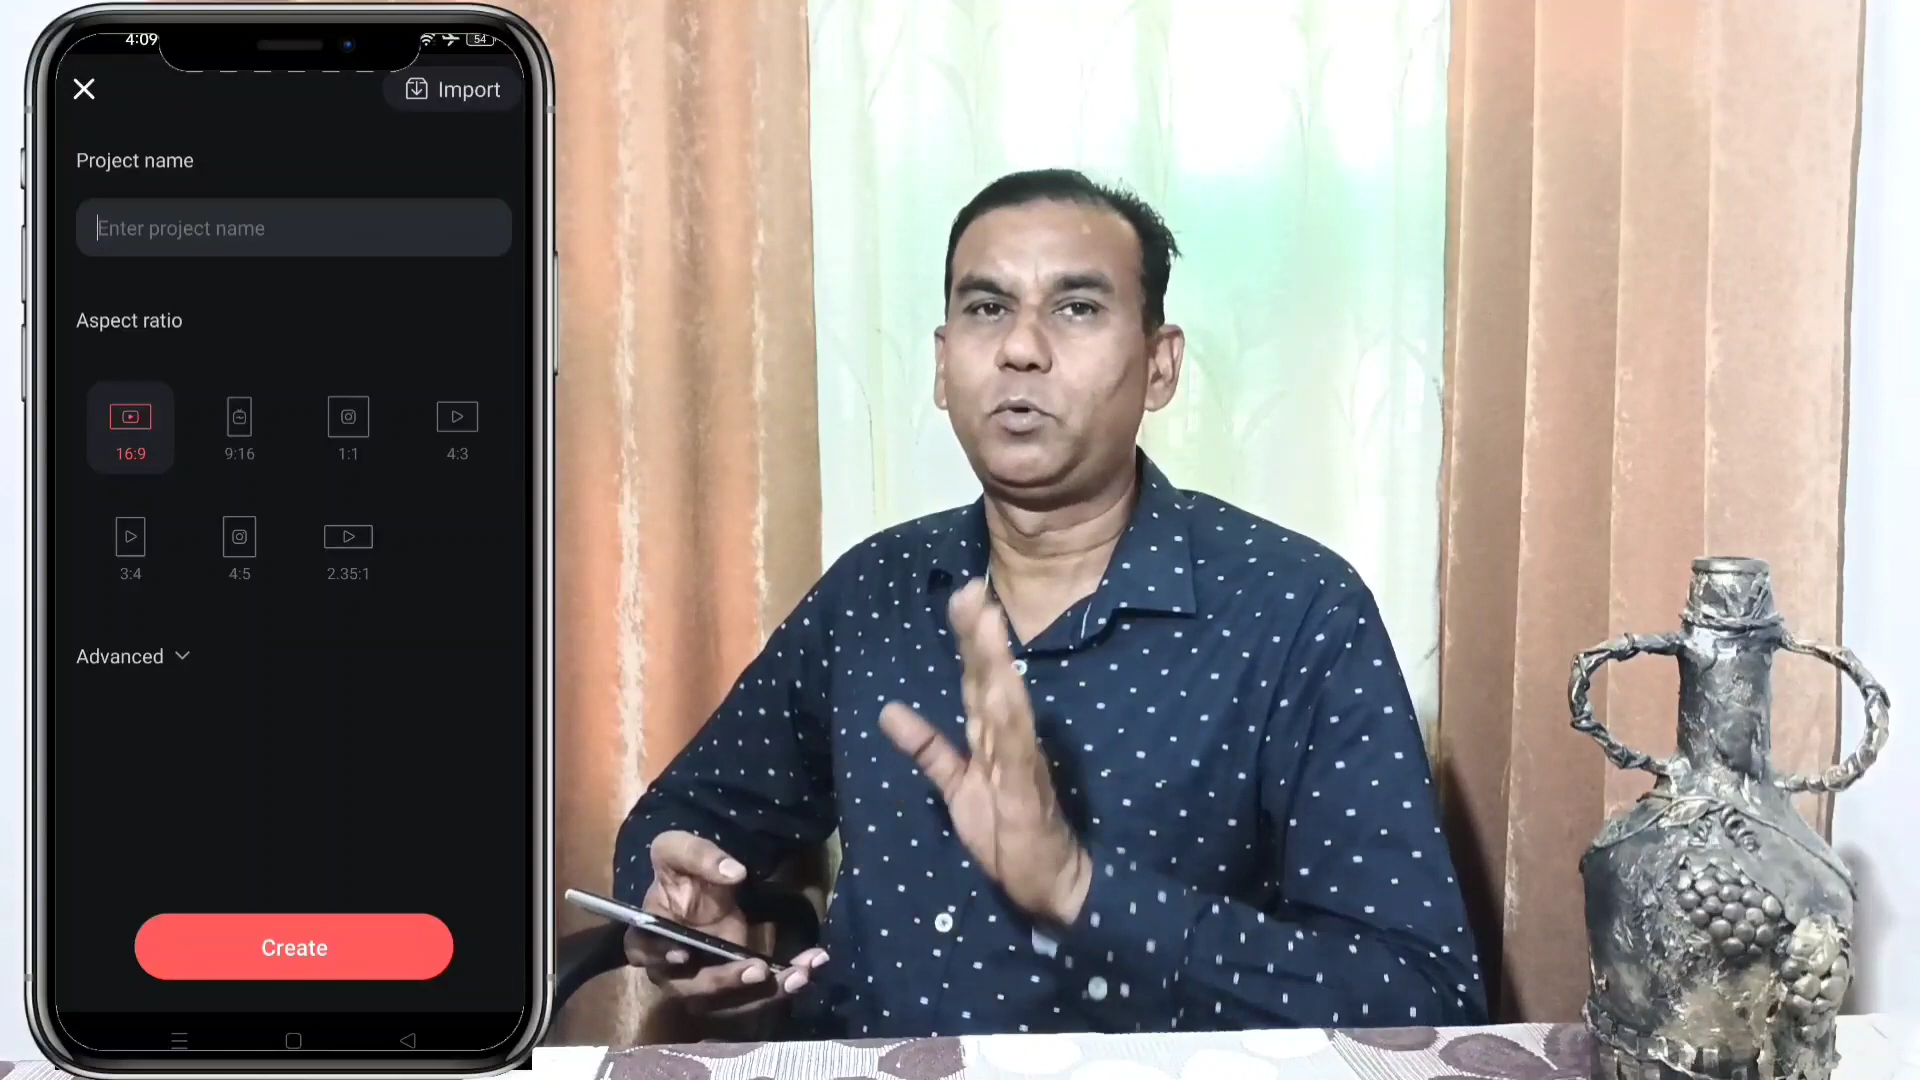 4:09
54
Import
Project name
Enter project name
Aspect ratio
16:9
9:16
1:1
4:3
3:4
4:5
2.35:1
Advanced
Create